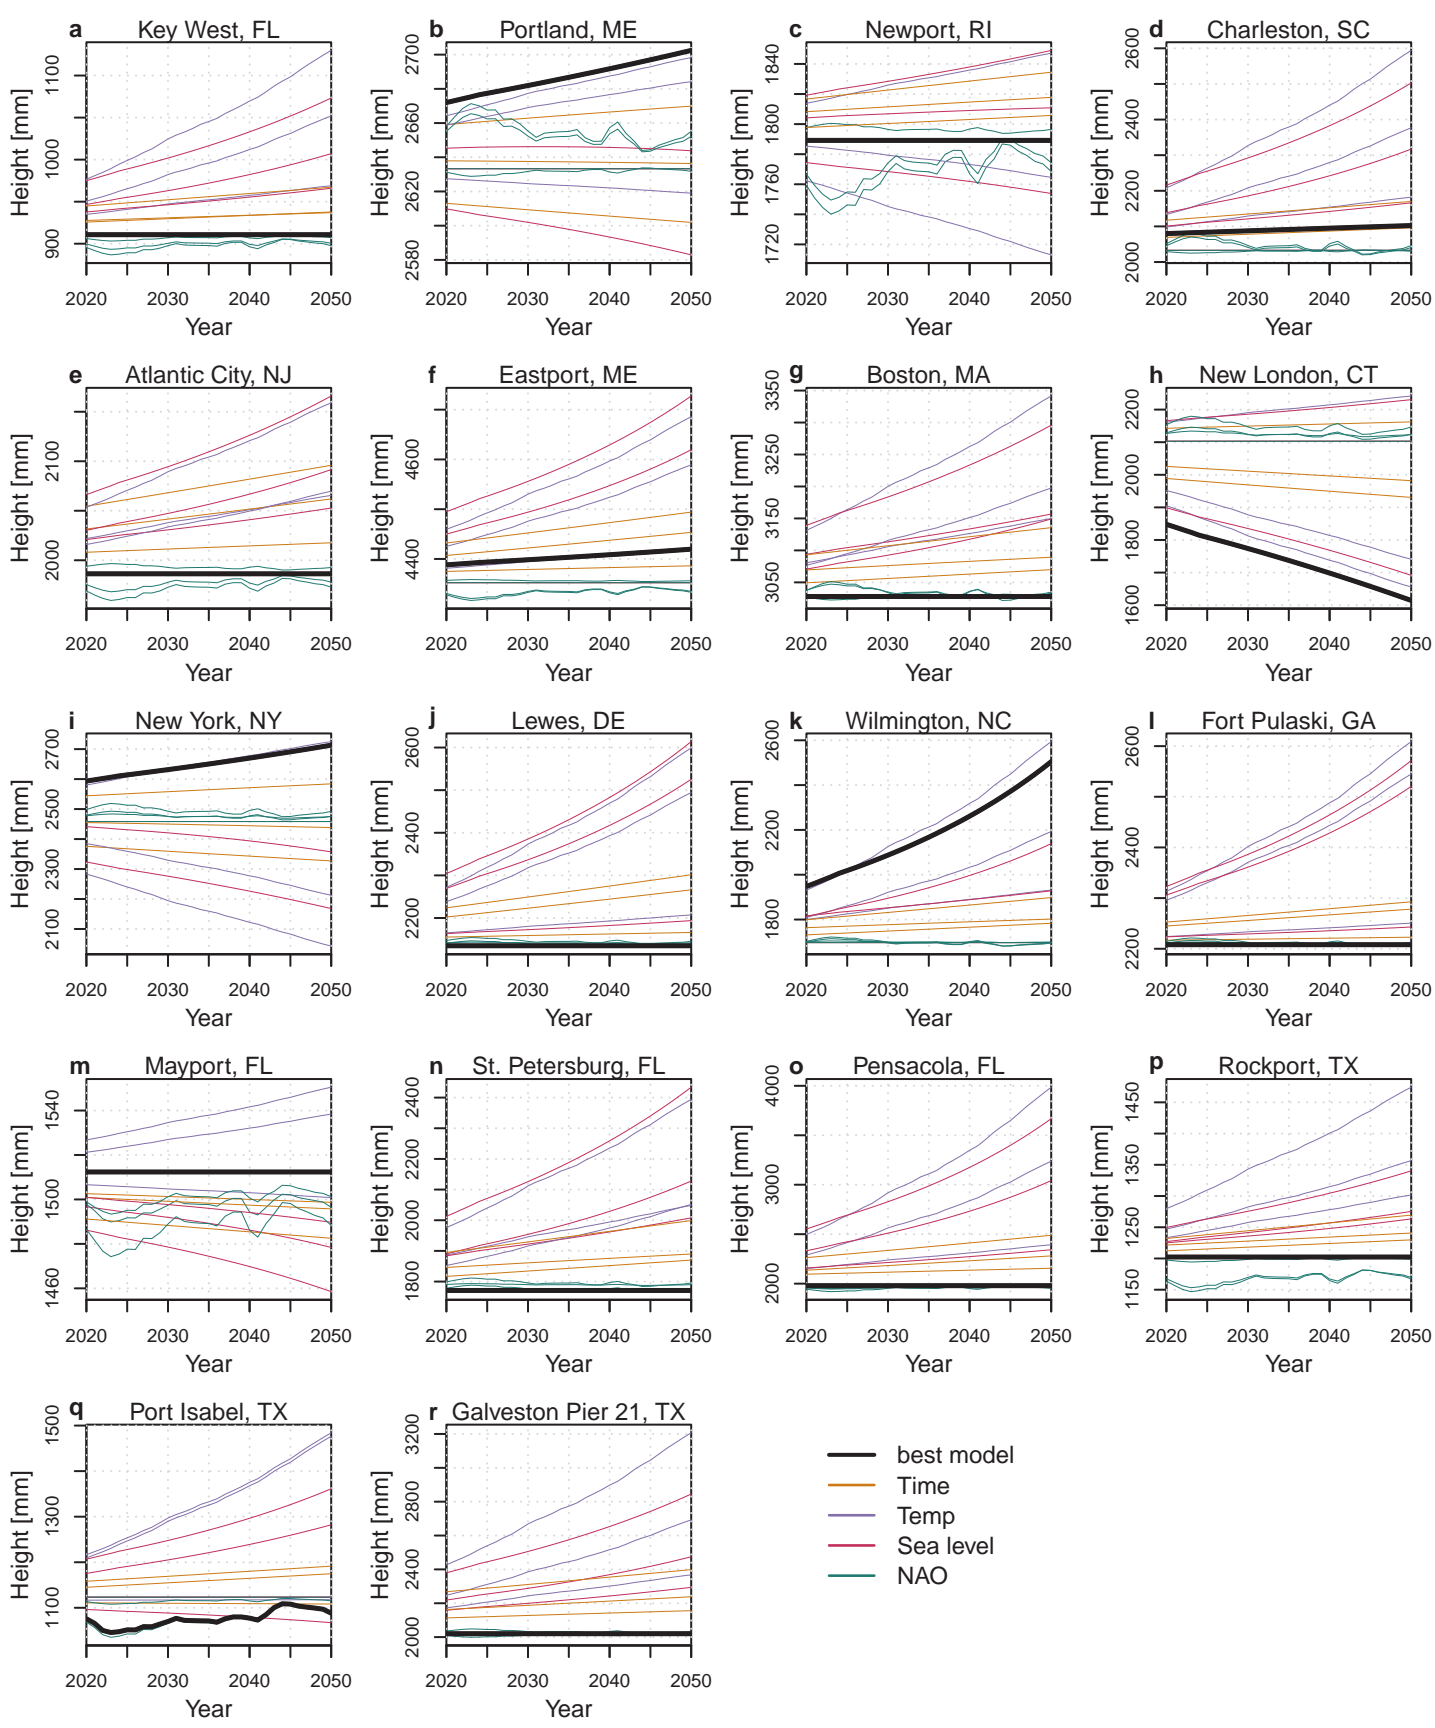 a Key West, FL
Height [mm]
900 1000 1100
2020 2030 2040 2050
Year
b Portland, ME
Height [mm]
2580 2620 2660 2700
2020 2030 2040 2050
Year
c Newport, RI
Height [mm]
1720 1760 1800 1840
2020 2030 2040 2050
Year
d Charleston, SC
Height [mm]
2000 2200 2400 2600
2020 2030 2040 2050
Year
e Atlantic City, NJ
Height [mm]
2000 2100
2020 2030 2040 2050
Year
f Eastport, ME
Height [mm]
4400 4600
2020 2030 2040 2050
Year
g Boston, MA
Height [mm]
3050 3150 3250 3350
2020 2030 2040 2050
Year
h New London, CT
Height [mm]
1600 1800 2000 2200
2020 2030 2040 2050
Year
i New York, NY
Height [mm]
2100 2300 2500 2700
2020 2030 2040 2050
Year
j Lewes, DE
Height [mm]
2200 2400 2600
2020 2030 2040 2050
Year
k Wilmington, NC
Height [mm]
1800 2200 2600
2020 2030 2040 2050
Year
l Fort Pulaski, GA
Height [mm]
2200 2400 2600
2020 2030 2040 2050
Year
m Mayport, FL
Height [mm]
1460 1500 1540
2020 2030 2040 2050
Year
n St. Petersburg, FL
Height [mm]
1800 2000 2200 2400
2020 2030 2040 2050
Year
o Pensacola, FL
Height [mm]
2000 3000 4000
2020 2030 2040 2050
Year
p Rockport, TX
Height [mm]
1150 1250 1350 1450
2020 2030 2040 2050
Year
q Port Isabel, TX
Height [mm]
1100 1300 1500
2020 2030 2040 2050
Year
r Galveston Pier 21, TX
Height [mm]
2000 2400 2800 3200
2020 2030 2040 2050
Year
best model
Time
Temp
Sea level
NAO